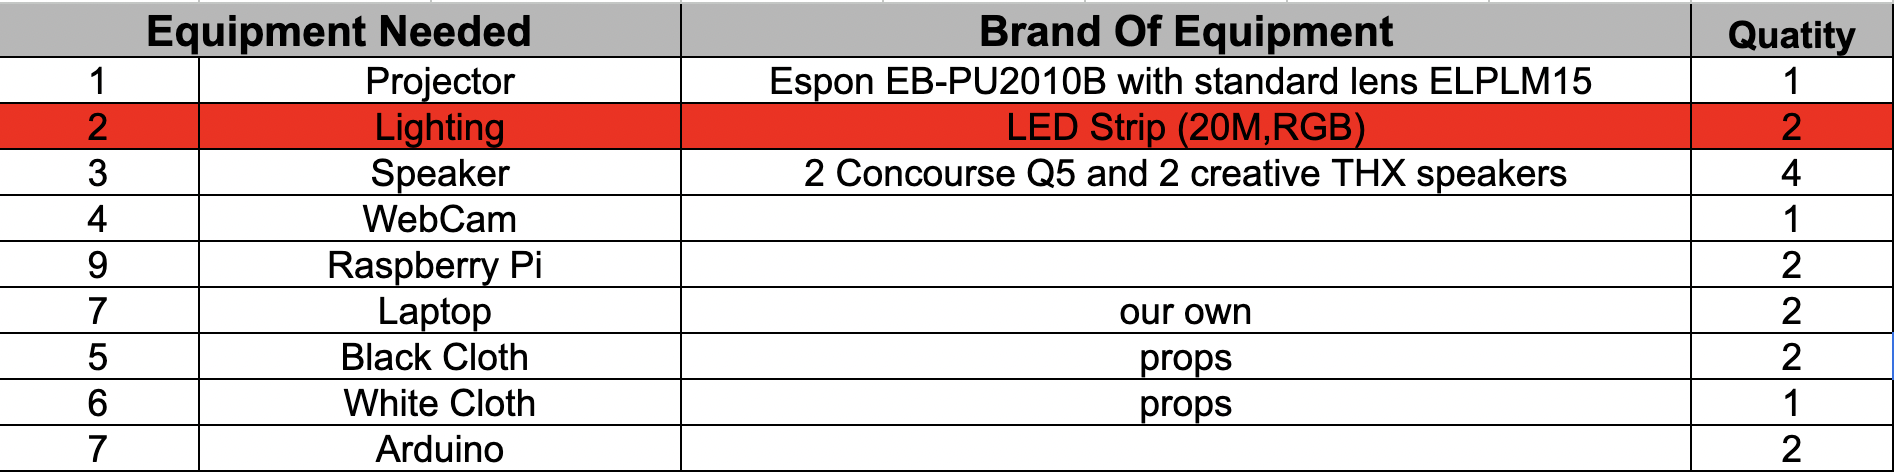 Equipment Needed Brand Of Equipment Quatity
1 Projector Espon EB-PU2010B with standard lens ELPLM15 1
2 Lighting LED Strip (20M,RGB) 2
3 Speaker 2 Concourse Q5 and 2 creative THX speakers 4
4 WebCam 1
9 Raspberry Pi 2
7 Laptop our own 2
5 Black Cloth props 2
6 White Cloth props 1
7 Arduino 2